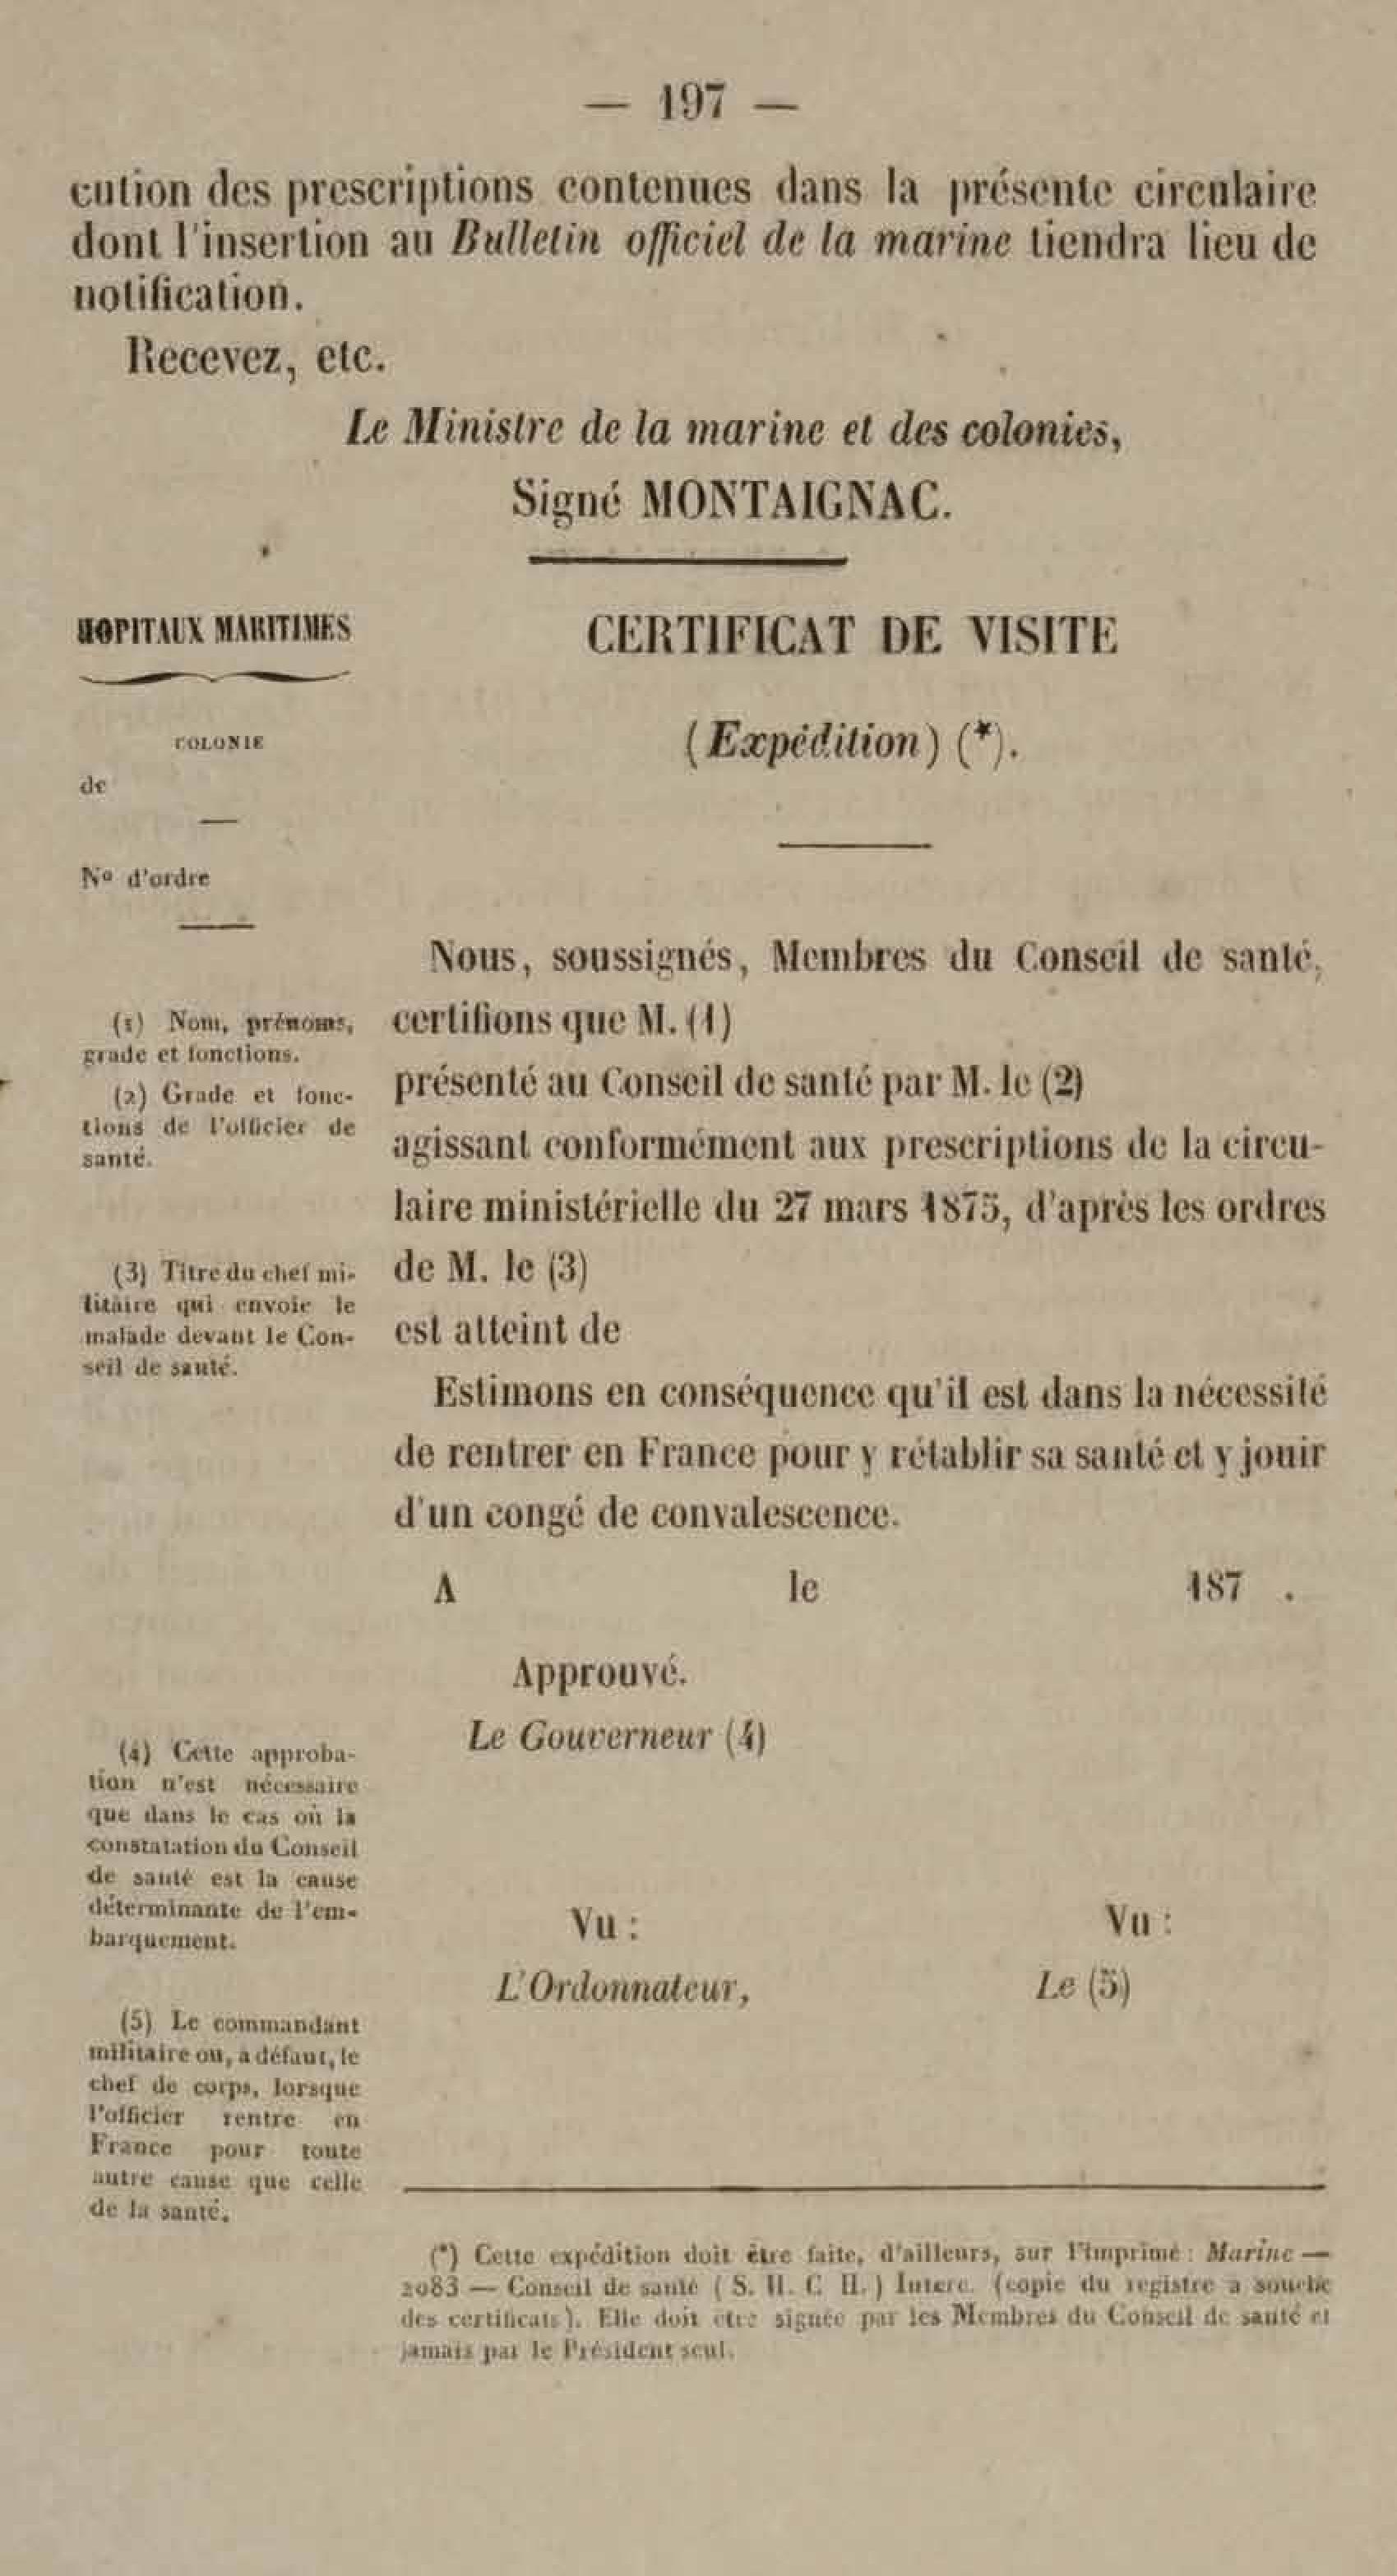 — 197 —
cution des prescriptions contenues dans la présente circulaire
dont l'insertion au Bulletin officiel de la marine tiendra lieu de
notification.
Recevez, etc.
Le Ministre de la marine et des colonies,
Signé MONTAIGNAC.
HOPITAUX MARITIMES
COLONIE
de
No d'ordre
CERTIFICAT DE VISITE
(Expédition) (*).
Nous, soussignés, Membres du Conseil de santé,
certifions que M. (1)
présenté au Conseil de santé par M. le (2)
agissant conformément aux prescriptions de la circu-
laire ministérielle du 27 mars 1875, d'après les ordres
de M. le (3)
est atteint de
Estimons en conséquence qu'il est dans la nécessité
de rentrer en France pour y rétablir sa santé et y jouir
d'un congé de convalescence.
A le 187 .
Approuvé.
Le Gouverneur (4)
Vu :
L'Ordonnateur,
Vu :
Le (5)
(1) Nom, prénoms,
grade et fonctions.
(2) Grade et fonc-
tions de l'officier de
santé.
(3) Titre du chef mi-
litaire qui envoie le
malade devant le Con-
seil de santé.
(4) Cette approba-
tion n'est nécessaire
que dans le cas où la
constatation du Conseil
de santé est la cause
déterminante de l'em-
barquement.
(5) Le commandant
militaire ou, a défaut, le
chef de corps, lorsque
l'officier rentre en
France pour toute
autre cause que celle
de la santé.
(*) Cette expédition doit être faite, d'ailleurs, sur l'imprimé : Marine —
2083 — Conseil de santé ( S. H. C. H. ) Interc. (copie du registre a souche
des certificats). Elle doit etre signée par les Membres du Conseil de santé et
jamais par le Président seul.